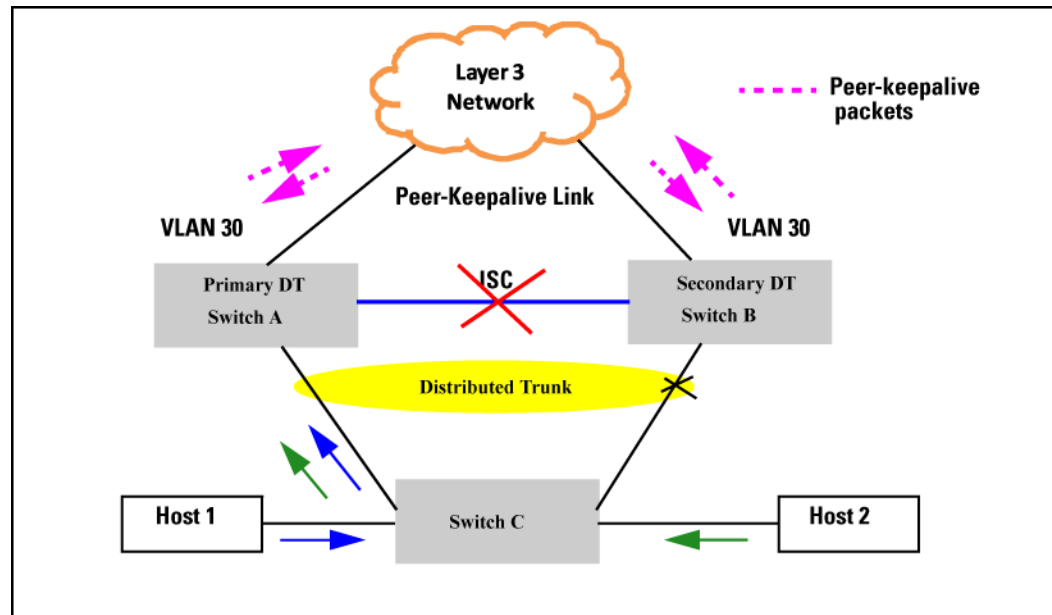 Layer 3
Network
Peer-keepalive
packets
Peer-Keepalive Link
VLAN 30
VLAN 30
ISC
Primary DT
Switch A
Secondary DT
Switch B
Distributed Trunk
Host 1
Switch C
Host 2